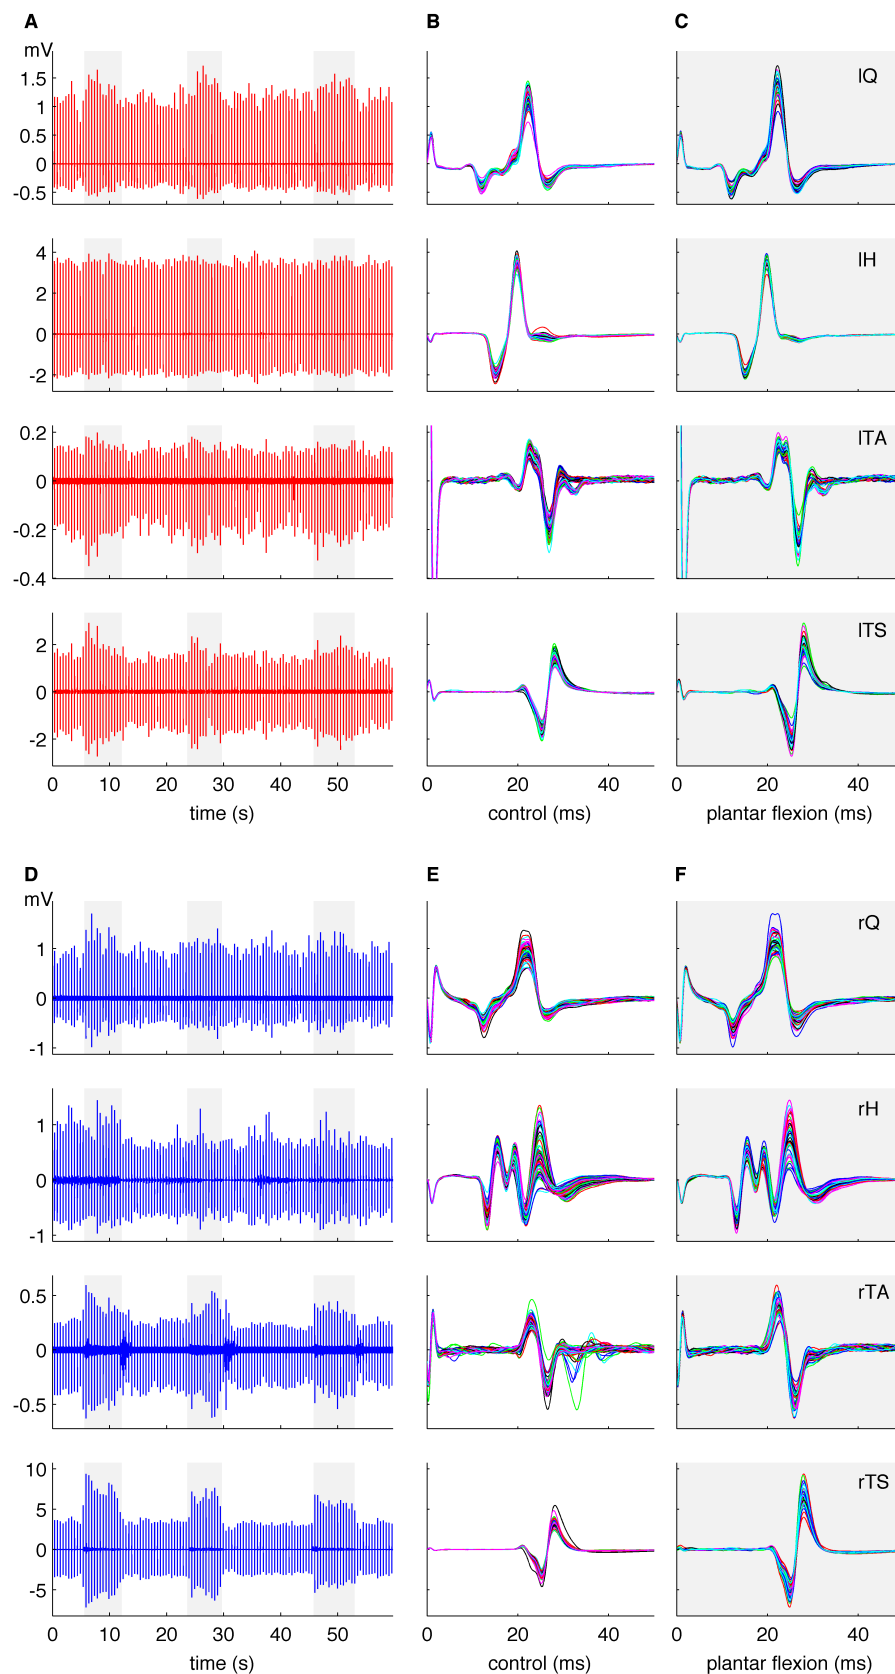 A B C
mV
1.5
1
0.5
0
-0.5
lQ
4
2
0
-2
lH
0.2
0
-0.2
-0.4
lTA
2
0
-2
lTS
0 10 20 30 40 50 0 20 40 0 20 40
time (s) control (ms) plantar flexion (ms)
D E F
mV
1
0
-1
rQ
1
0
-1
rH
0.5
0
-0.5
rTA
10
5
0
-5
rTS
0 10 20 30 40 50 0 20 40 0 20 40
time (s) control (ms) plantar flexion (ms)